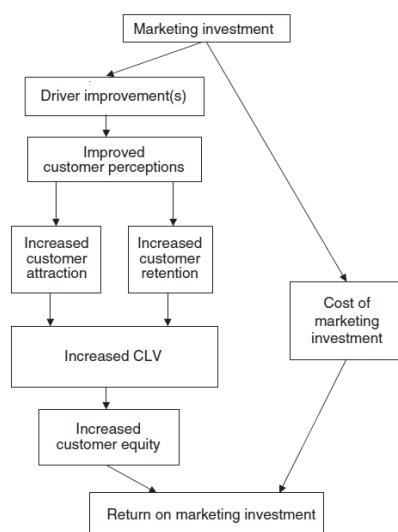 Marketing investment
Driver improvement(s)
Improved
customer perceptions
Increased
customer
attraction
Increased
customer
retention
Cost of
marketing
investment
Increased CLV
Increased
customer equity
Return on marketing investment